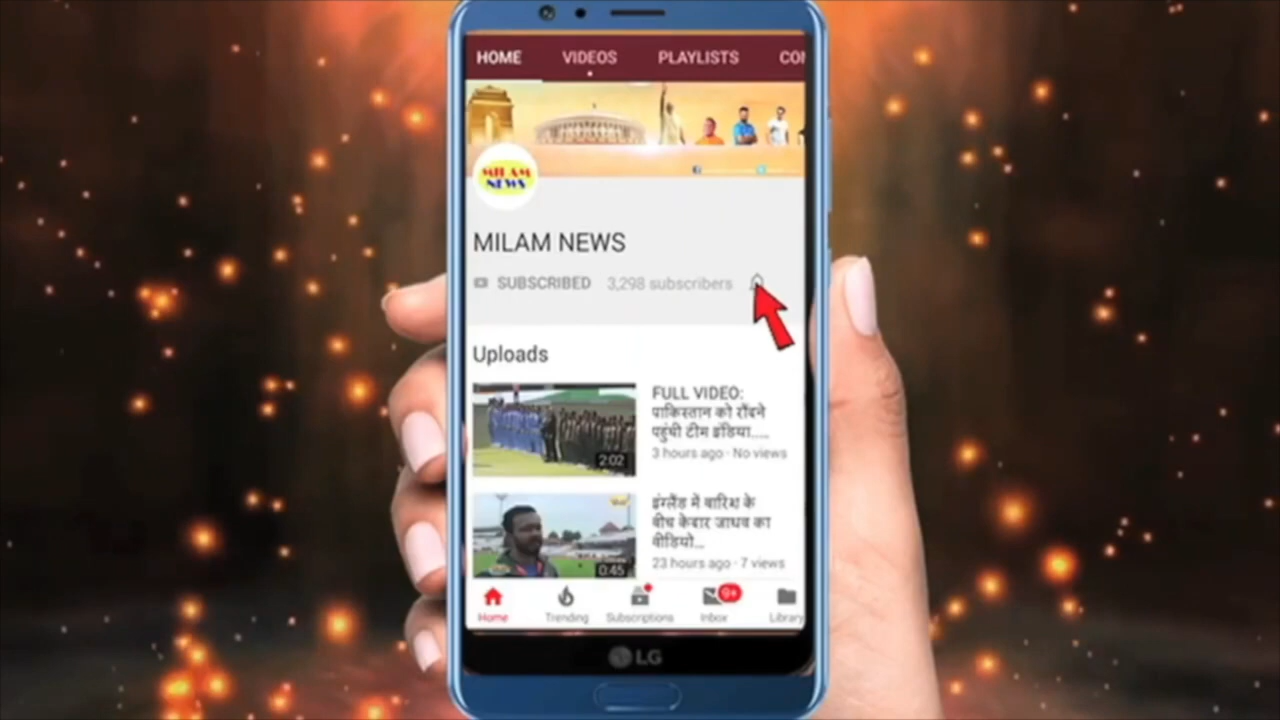 HOME VIDEOS PLAYLISTS
MILAM
NEWS
MILAM NEWS
SUBSCRIBED 3,298 subscribers
Uploads
FULL VIDEO:
पाकिस्तान को रौंदने
पहुंची टीम इंडिया.....
3 hours ago · No views
2:02
इंग्लैंड में बारिश के
बीच केदार जाधव का
वीडियो...
23 hours ago · 7 views
0:45
9+
Home Trending Subscriptions Inbox Library
LG